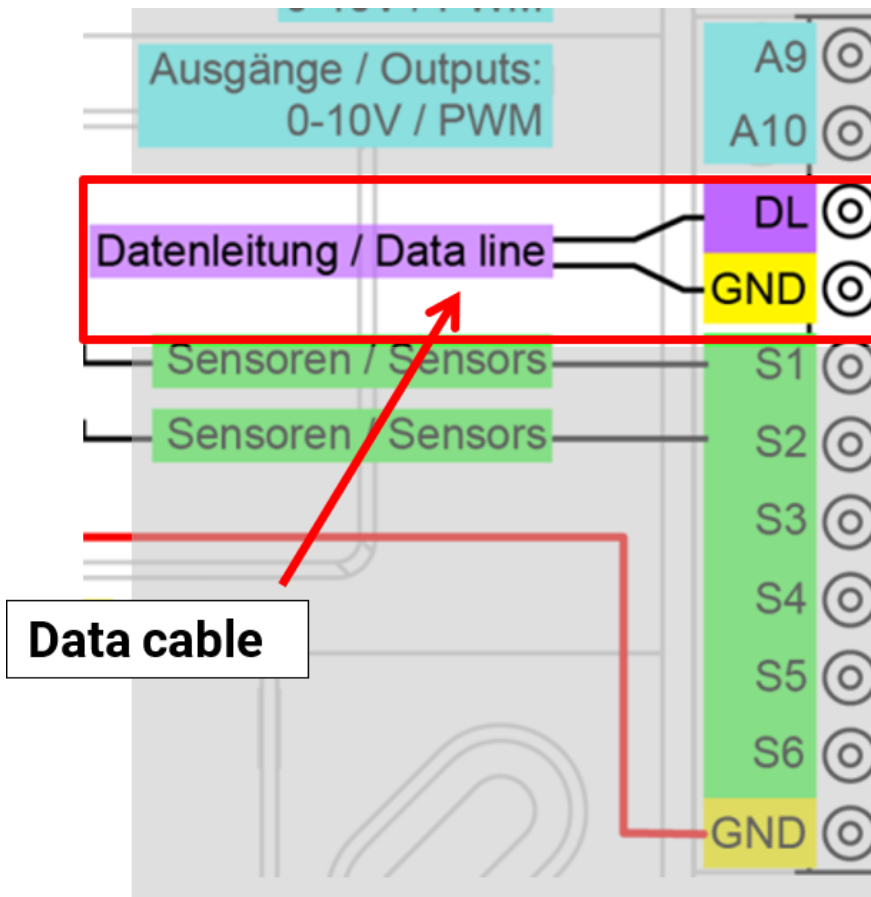 Ausgänge / Outputs:
0-10V / PWM
A9
A10
Datenleitung / Data line
DL
GND
Sensoren / Sensors
S1
Sensoren / Sensors
S2
S3
S4
Data cable
S5
S6
GND